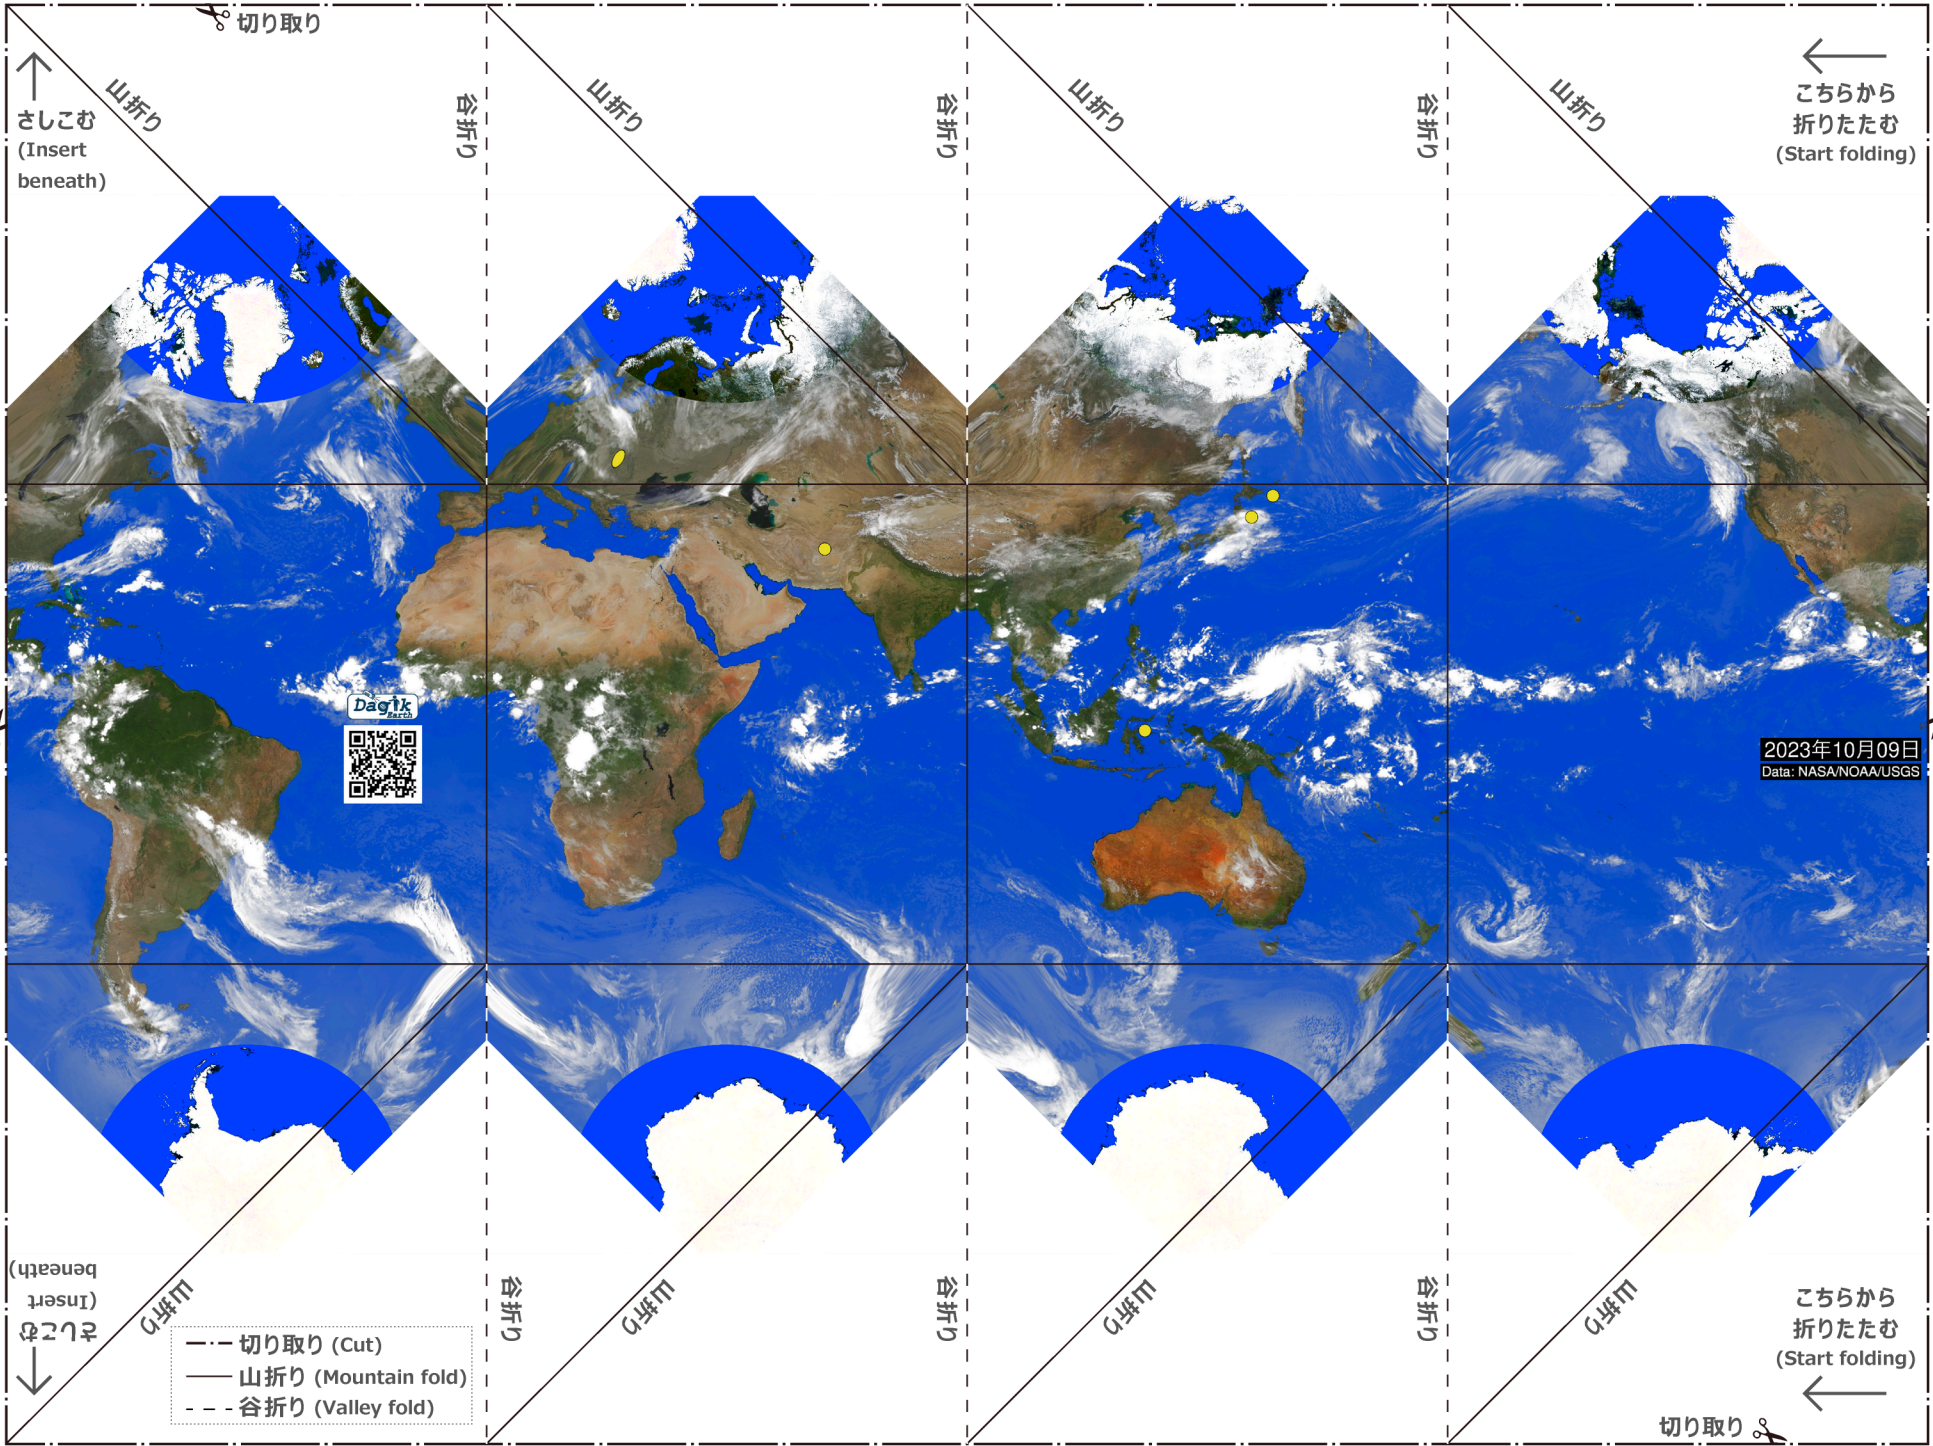 切り取り
山折り
谷折り
山折り
谷折り
山折り
谷折り
山折り
さしこむ
(Insert
beneath)
こちらから
折りたたむ
(Start folding)
Dagik
Earth
2023年10月09日
Data: NASA/NOAA/USGS
さしこむ
(Insert
beneath)
山折り
谷折り
山折り
谷折り
山折り
谷折り
山折り
こちらから
折りたたむ
(Start folding)
切り取り (Cut)
山折り (Mountain fold)
谷折り (Valley fold)
切り取り